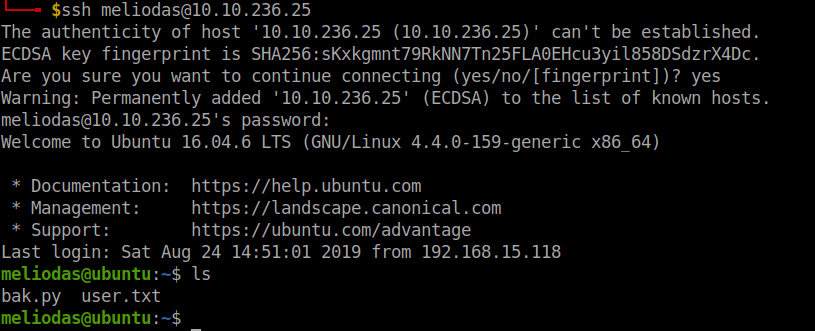 $ssh meliodas@10.10.236.25
The authenticity of host '10.10.236.25 (10.10.236.25)' can't be established.
ECDSA key fingerprint is SHA256:sKxkgmnt79RkNN7Tn25FLA0EHcu3yil858DSdzrX4Dc.
Are you sure you want to continue connecting (yes/no/[fingerprint])? yes
Warning: Permanently added '10.10.236.25' (ECDSA) to the list of known hosts.
meliodas@10.10.236.25's password:
Welcome to Ubuntu 16.04.6 LTS (GNU/Linux 4.4.0-159-generic x86_64)

 * Documentation:  https://help.ubuntu.com
 * Management:     https://landscape.canonical.com
 * Support:        https://ubuntu.com/advantage
Last login: Sat Aug 24 14:51:01 2019 from 192.168.15.118
meliodas@ubuntu:~$ ls
bak.py  user.txt
meliodas@ubuntu:~$